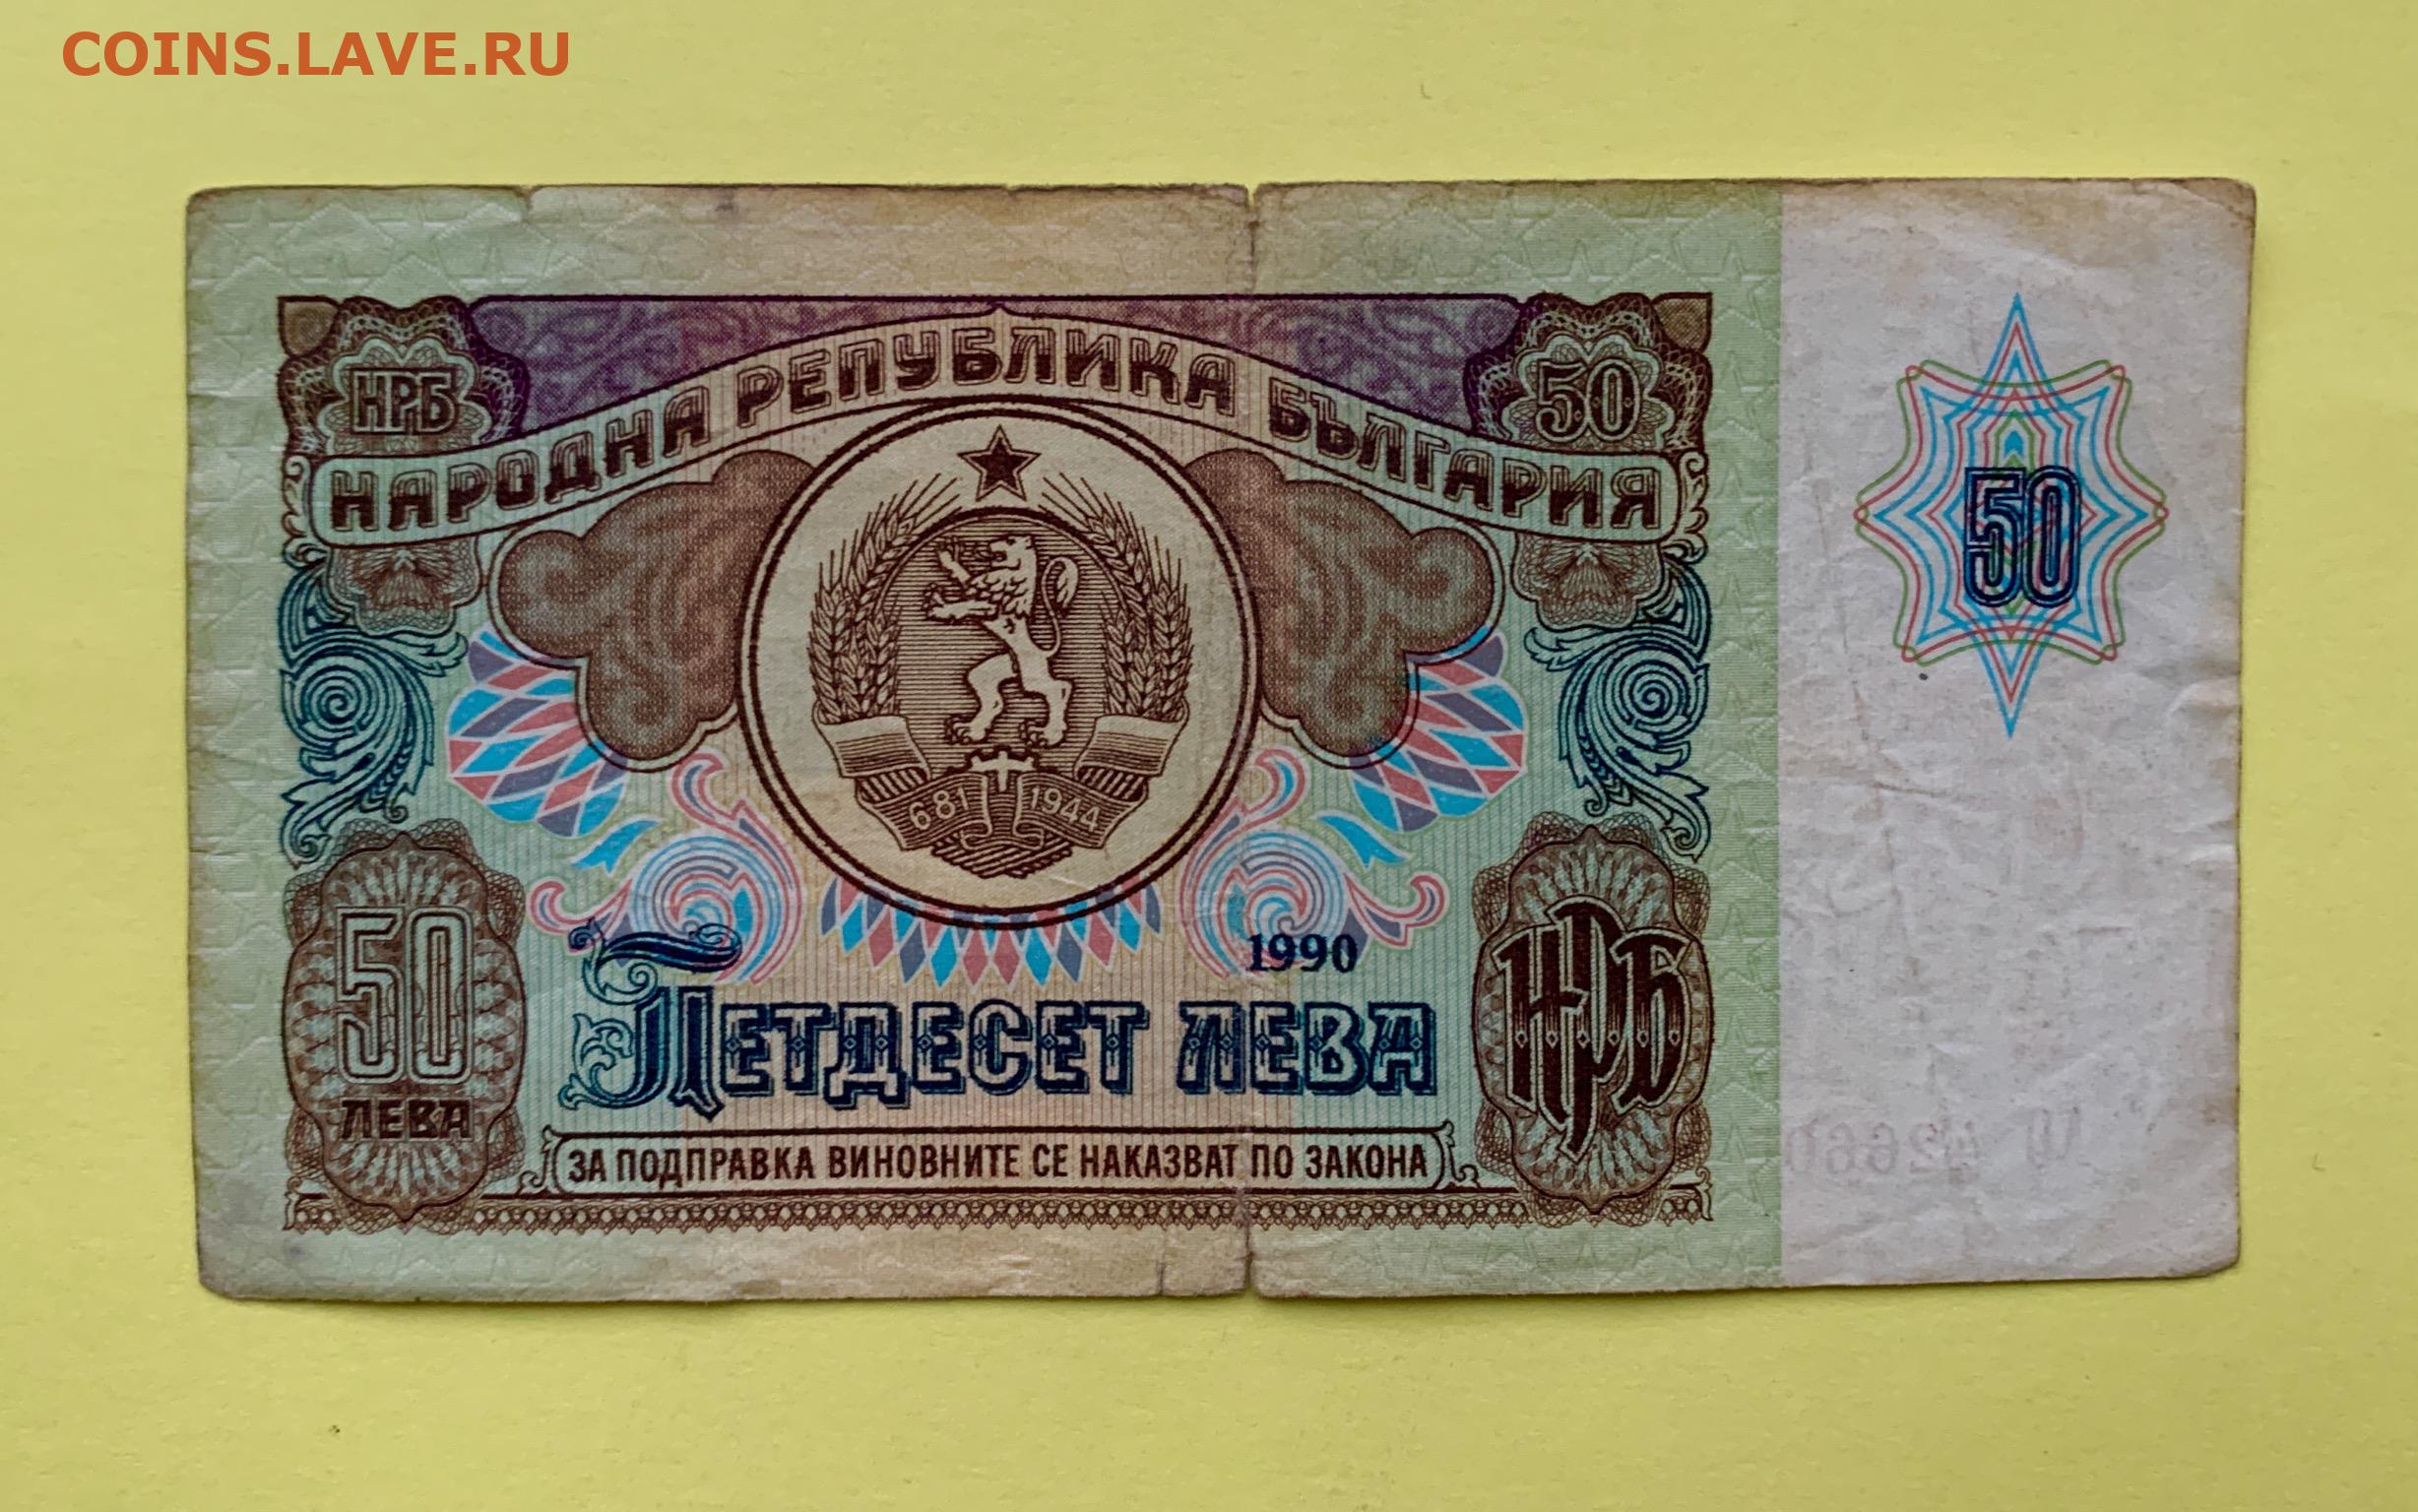 COINS.LAVE.RU
НРБ
50
НАРОДНА РЕПУБЛИКА БЪЛГАРИЯ
50
681 1944
1990
ПЕТДЕСЕТ ЛЕВА
50
ЛЕВА
НРБ
ЗА ПОДПРАВКА ВИНОВНИТЕ СЕ НАКАЗВАТ ПО ЗАКОНА